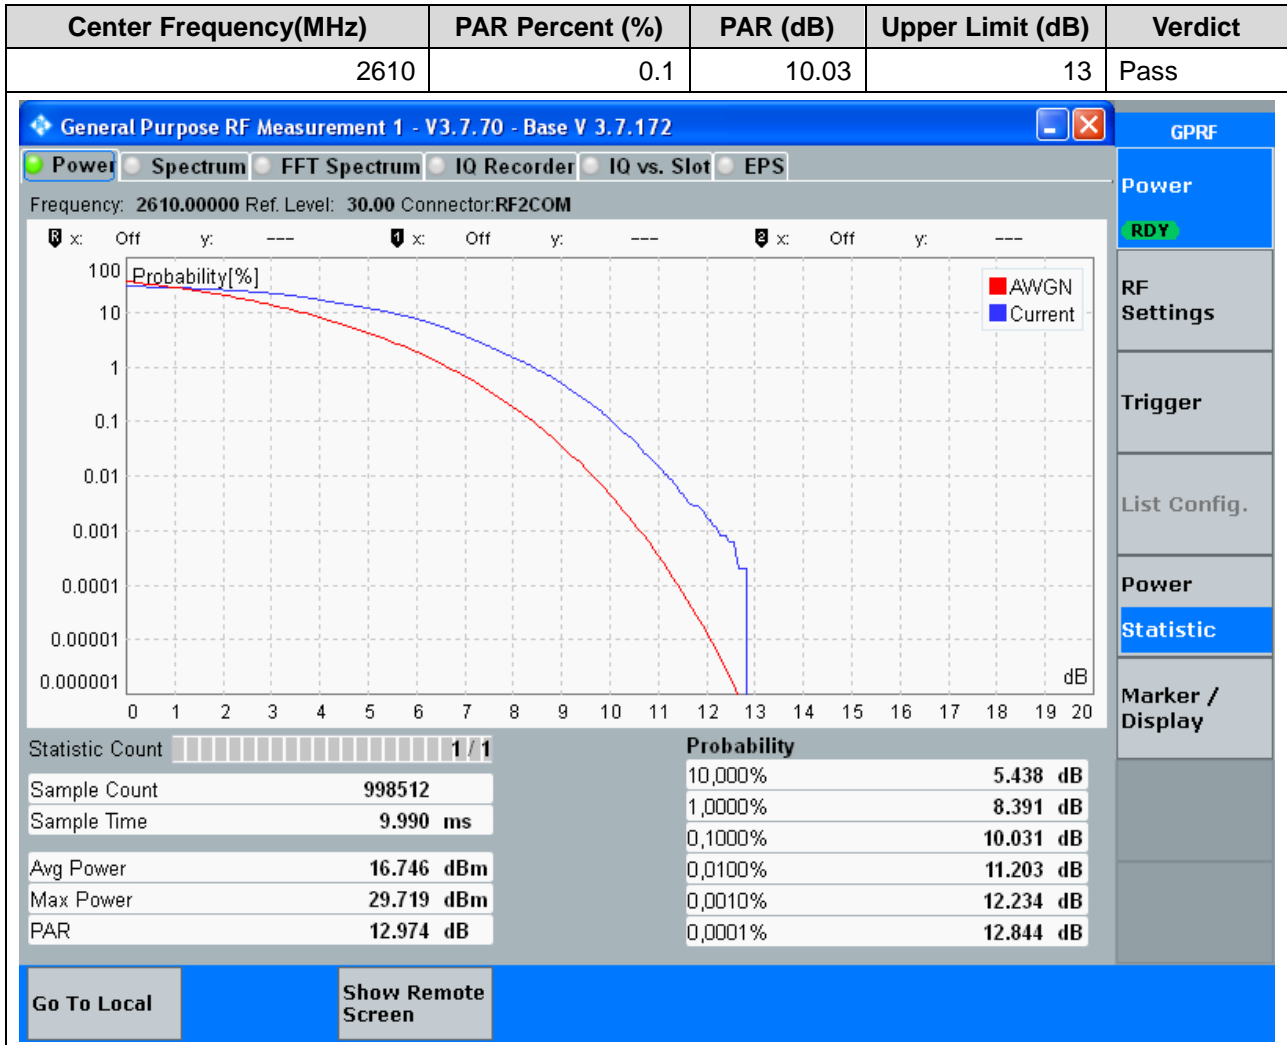 Center Frequency(MHz) PAR Percent (%) PAR (dB) Upper Limit (dB) Verdict
2610 0.1 10.03 13 Pass
General Purpose RF Measurement 1 - V3.7.70 - Base V 3.7.172
GPRF
Power Spectrum FFT Spectrum IQ Recorder IQ vs. Slot EPS
Frequency: 2610.00000 Ref. Level: 30.00 Connector:RF2COM
R x: Off y: --- 1 x: Off y: --- 2 x: Off y: ---
Probability[%]
AWGN
Current
100
10
1
0.1
0.01
0.001
0.0001
0.00001
0.000001
dB
0 1 2 3 4 5 6 7 8 9 10 11 12 13 14 15 16 17 18 19 20
Statistic Count 1 / 1
Sample Count 998512
Sample Time 9.990 ms
Avg Power 16.746 dBm
Max Power 29.719 dBm
PAR 12.974 dB
Probability
10,000% 5.438 dB
1,0000% 8.391 dB
0,1000% 10.031 dB
0,0100% 11.203 dB
0,0010% 12.234 dB
0,0001% 12.844 dB
Power
RDY
RF
Settings
Trigger
List Config.
Power
Statistic
Marker /
Display
Go To Local
Show Remote
Screen